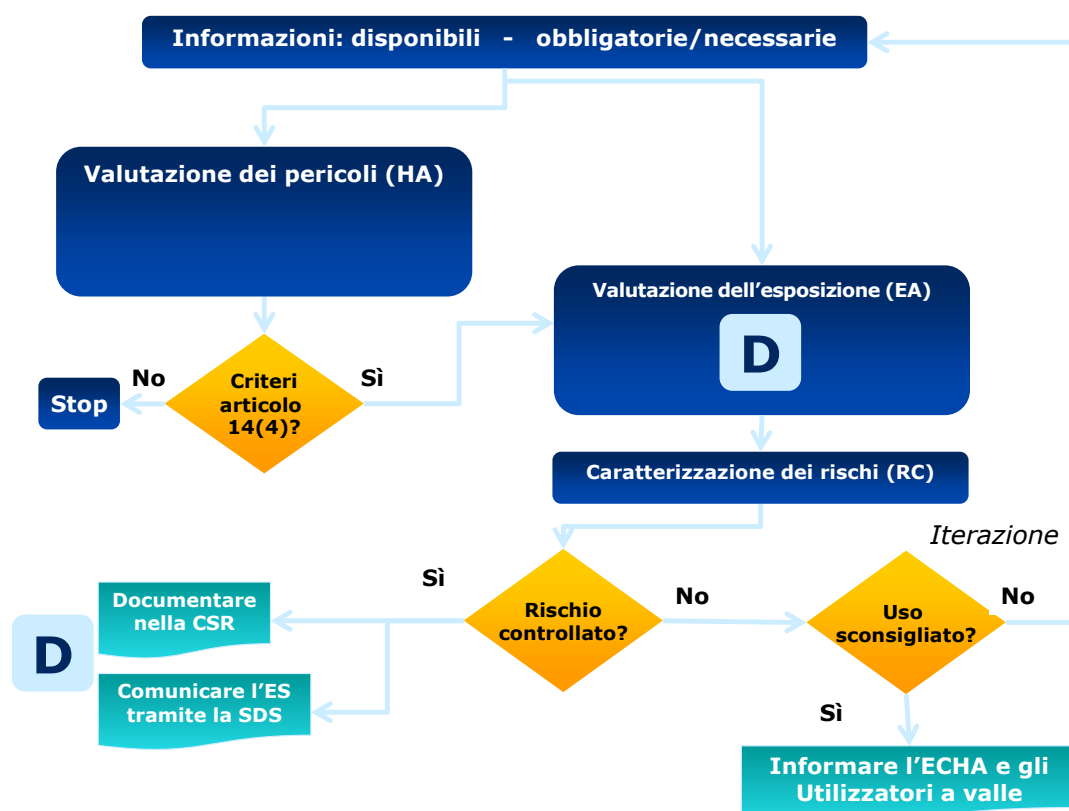 Informazioni: disponibili - obbligatorie/necessarie
Valutazione dei pericoli (HA)
Valutazione dell'esposizione (EA)
D
No
Criteri
articolo
14(4)?
Sì
Stop
Caratterizzazione dei rischi (RC)
Iterazione
Sì
Rischio
controllato?
No
Uso
sconsigliato?
No
Documentare
nella CSR
D
Comunicare l'ES
tramite la SDS
Sì
Informare l'ECHA e gli
Utilizzatori a valle